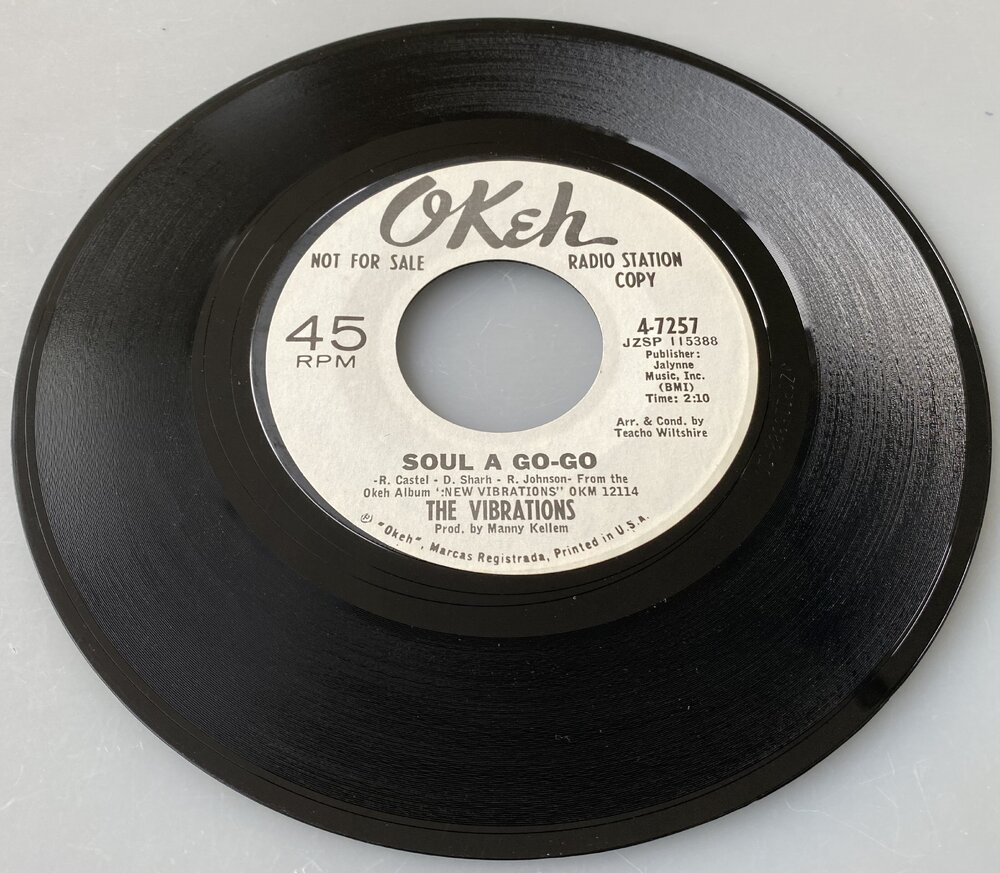 OKeh
NOT FOR SALE
RADIO STATION
COPY
45
RPM
4-7257
JZSP 115388
Publisher:
Jalynne
Music, Inc.
(BMI)
Time: 2:10
Arr. & Cond. by
Teacho Wiltshire
SOUL A GO-GO
-R. Castel - D. Sharh - R. Johnson- From the
Okeh Album ':NEW VIBRATIONS" OKM 12114
THE VIBRATIONS
Prod. by Manny Kellem
℗ "Okeh", Marcas Registrada, Printed in U.S.A.